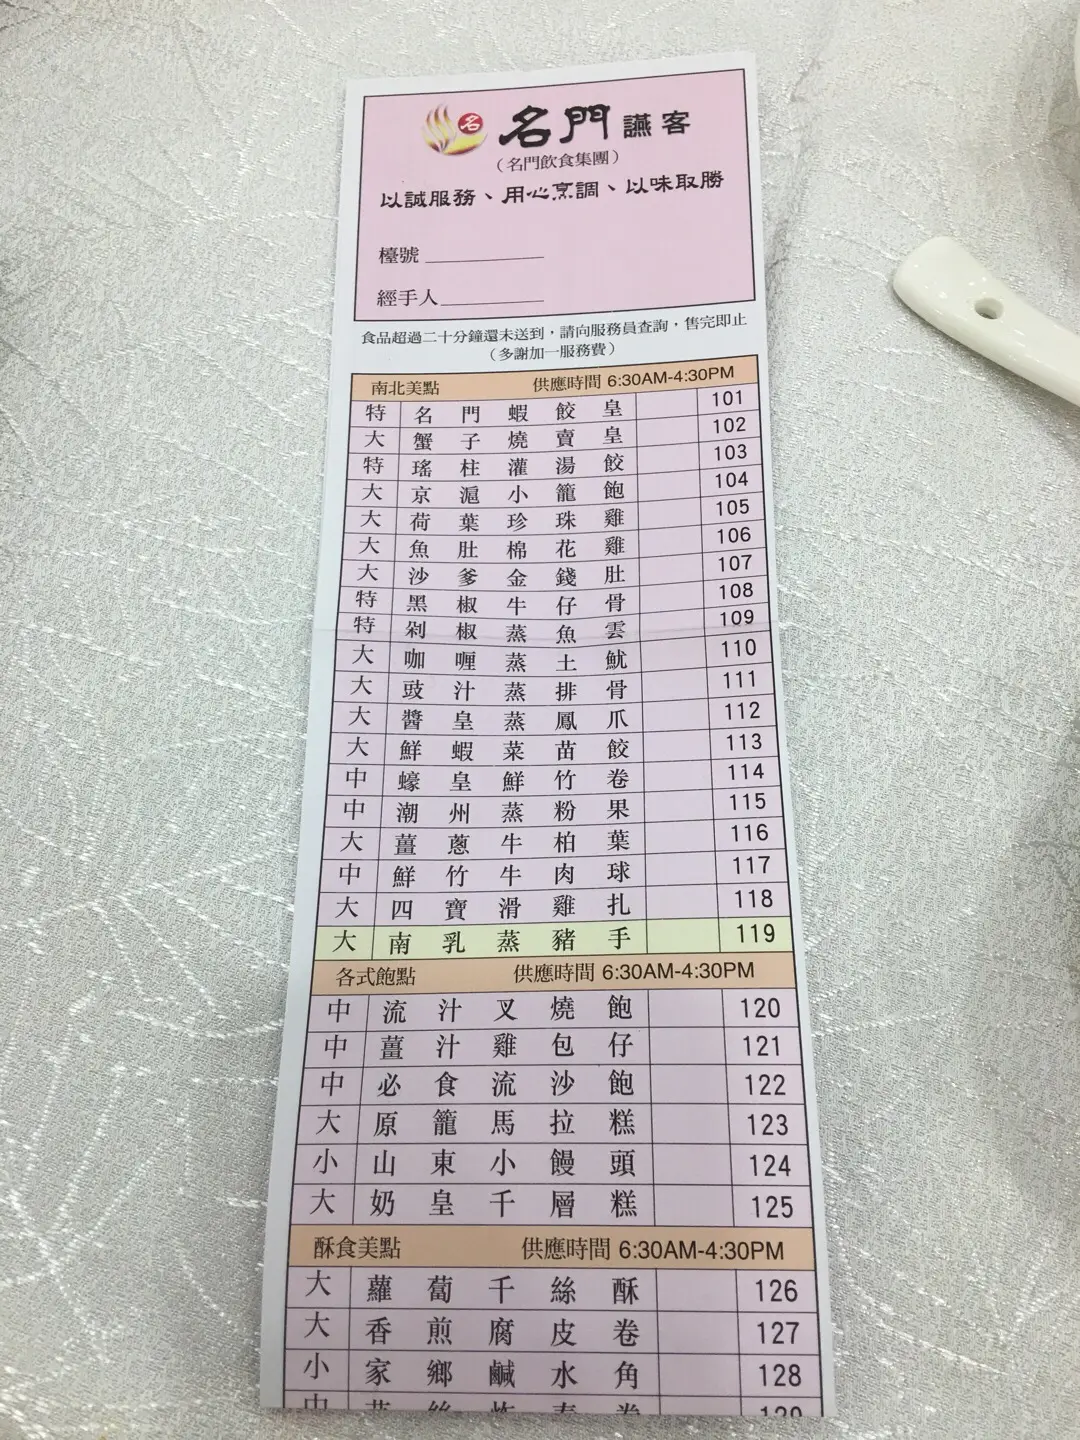 名 名門 讌客
（名門飲食集團）
以誠服務、用心烹調、以味取勝
檯號
經手人
食品超過二十分鐘還未送到，請向服務員查詢，售完即止
（多謝加一服務費）
南北美點 供應時間 6:30AM-4:30PM
特 名門蝦餃皇 101
大 蟹子燒賣皇 102
特 瑤柱灌湯餃 103
大 京滬小籠飽 104
大 荷葉珍珠雞 105
大 魚肚棉花雞 106
大 沙爹金錢肚 107
特 黑椒牛仔骨 108
特 剁椒蒸魚雲 109
大 咖喱蒸土魷 110
大 豉汁蒸排骨 111
大 醬皇蒸鳳爪 112
大 鮮蝦菜苗餃 113
中 蠔皇鮮竹卷 114
中 潮州蒸粉果 115
大 薑蔥牛柏葉 116
中 鮮竹牛肉球 117
大 四寶滑雞扎 118
大 南乳蒸豬手 119
各式飽點 供應時間 6:30AM-4:30PM
中 流汁叉燒飽 120
中 薑汁雞包仔 121
中 必食流沙飽 122
大 原籠馬拉糕 123
小 山東小饅頭 124
大 奶皇千層糕 125
酥食美點 供應時間 6:30AM-4:30PM
大 蘿蔔千絲酥 126
大 香煎腐皮卷 127
小 家鄉鹹水角 128
中 絲炸春卷 129